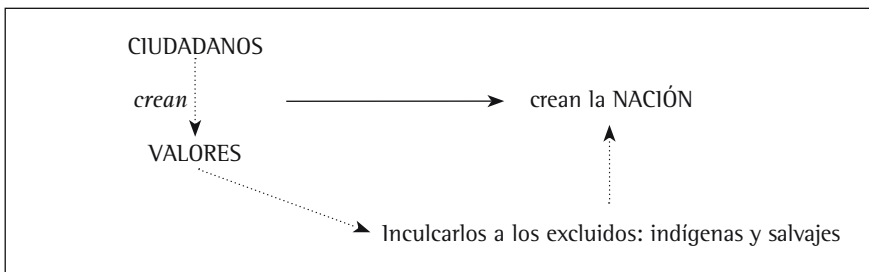 CIUDADANOS
crean
crean la NACIÓN
VALORES
Inculcarlos a los excluidos: indígenas y salvajes